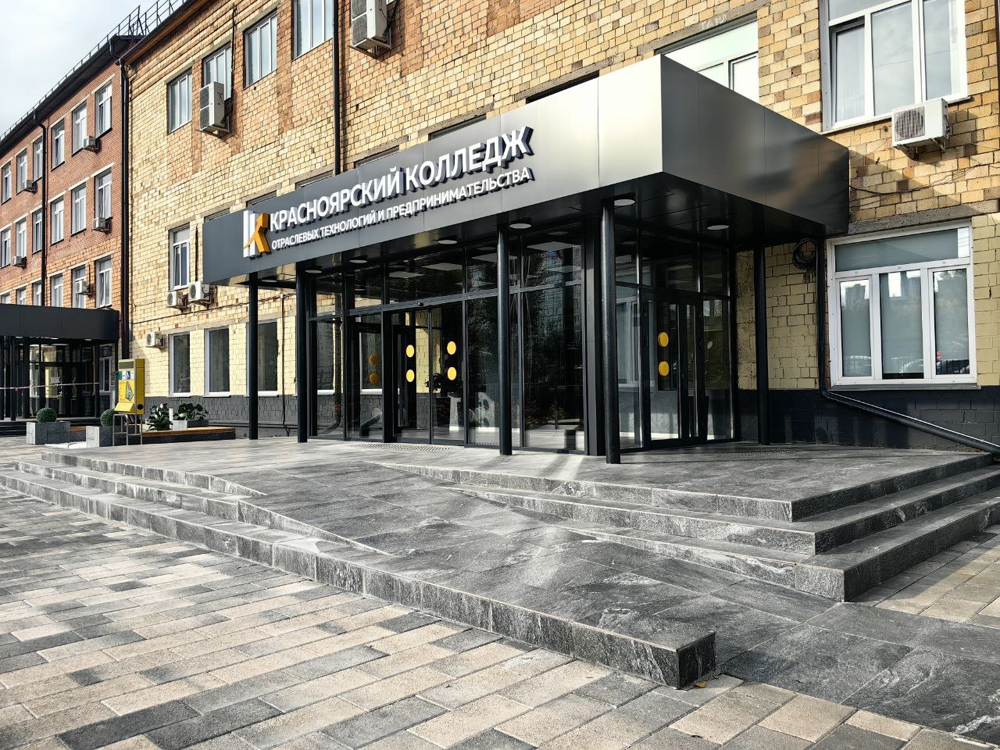 КРАСНОЯРСКИЙ КОЛЛЕДЖ
ОТРАСЛЕВЫХ ТЕХНОЛОГИЙ И ПРЕДПРИНИМАТЕЛЬСТВА